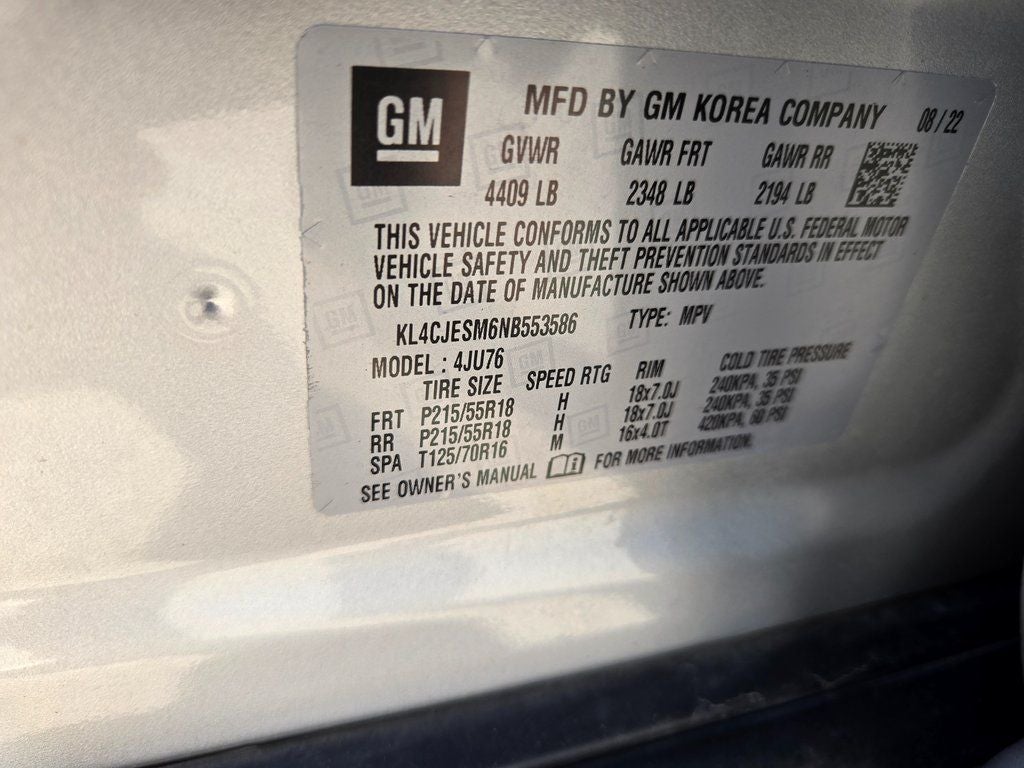 GM
MFD BY GM KOREA COMPANY 08/22
GVWR GAWR FRT GAWR RR
4409 LB 2348 LB 2194 LB
THIS VEHICLE CONFORMS TO ALL APPLICABLE U.S. FEDERAL MOTOR
VEHICLE SAFETY AND THEFT PREVENTION STANDARDS IN EFFECT
ON THE DATE OF MANUFACTURE SHOWN ABOVE.
KL4CJESM6NB553586 TYPE: MPV
MODEL : 4JU76
TIRE SIZE SPEED RTG RIM COLD TIRE PRESSURE
FRT P215/55R18 H 18x7.0J 240KPA, 35 PSI
RR P215/55R18 H 18x7.0J 240KPA, 35 PSI
SPA T125/70R16 M 16x4.0T 420KPA, 60 PSI
SEE OWNER'S MANUAL FOR MORE INFORMATION.